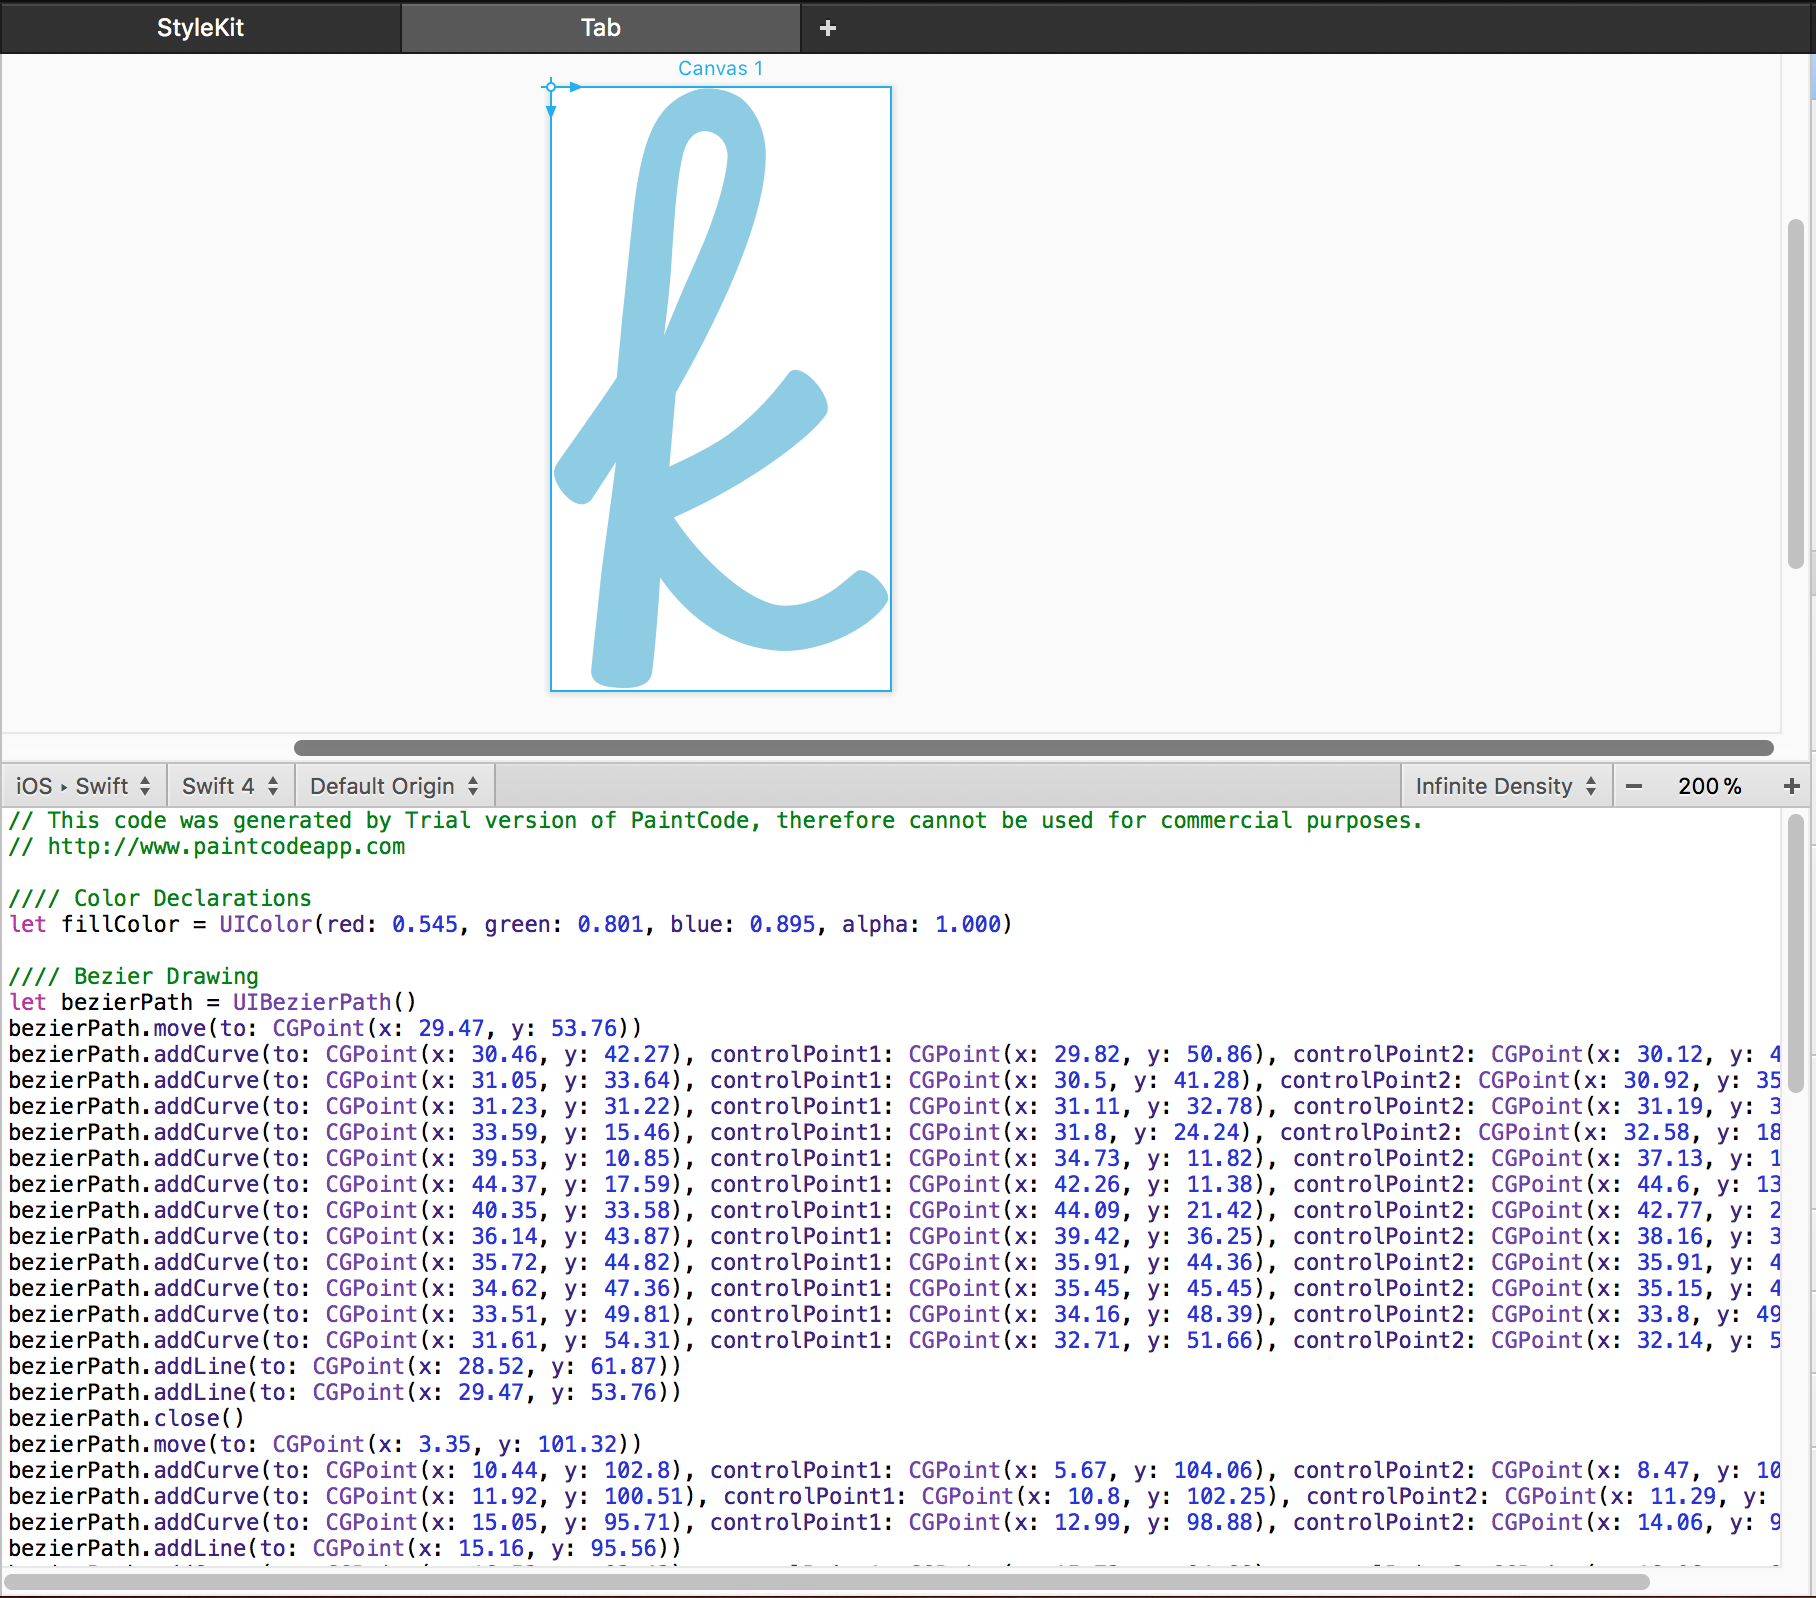 StyleKit
Tab
+
Canvas 1
k
iOS ▸ Swift
Swift 4
Default Origin
Infinite Density
− 200 % +
// This code was generated by Trial version of PaintCode, therefore cannot be used for commercial purposes.
// http://www.paintcodeapp.com
//// Color Declarations
let fillColor = UIColor(red: 0.545, green: 0.801, blue: 0.895, alpha: 1.000)
//// Bezier Drawing
let bezierPath = UIBezierPath()
bezierPath.move(to: CGPoint(x: 29.47, y: 53.76))
bezierPath.addCurve(to: CGPoint(x: 30.46, y: 42.27), controlPoint1: CGPoint(x: 29.82, y: 50.86), controlPoint2: CGPoint(x: 30.12, y: 4
bezierPath.addCurve(to: CGPoint(x: 31.05, y: 33.64), controlPoint1: CGPoint(x: 30.5, y: 41.28), controlPoint2: CGPoint(x: 30.92, y: 35
bezierPath.addCurve(to: CGPoint(x: 31.23, y: 31.22), controlPoint1: CGPoint(x: 31.11, y: 32.78), controlPoint2: CGPoint(x: 31.19, y: 3
bezierPath.addCurve(to: CGPoint(x: 33.59, y: 15.46), controlPoint1: CGPoint(x: 31.8, y: 24.24), controlPoint2: CGPoint(x: 32.58, y: 18
bezierPath.addCurve(to: CGPoint(x: 39.53, y: 10.85), controlPoint1: CGPoint(x: 34.73, y: 11.82), controlPoint2: CGPoint(x: 37.13, y: 1
bezierPath.addCurve(to: CGPoint(x: 44.37, y: 17.59), controlPoint1: CGPoint(x: 42.26, y: 11.38), controlPoint2: CGPoint(x: 44.6, y: 13
bezierPath.addCurve(to: CGPoint(x: 40.35, y: 33.58), controlPoint1: CGPoint(x: 44.09, y: 21.42), controlPoint2: CGPoint(x: 42.77, y: 2
bezierPath.addCurve(to: CGPoint(x: 36.14, y: 43.87), controlPoint1: CGPoint(x: 39.42, y: 36.25), controlPoint2: CGPoint(x: 38.16, y: 3
bezierPath.addCurve(to: CGPoint(x: 35.72, y: 44.82), controlPoint1: CGPoint(x: 35.91, y: 44.36), controlPoint2: CGPoint(x: 35.91, y: 4
bezierPath.addCurve(to: CGPoint(x: 34.62, y: 47.36), controlPoint1: CGPoint(x: 35.45, y: 45.45), controlPoint2: CGPoint(x: 35.15, y: 4
bezierPath.addCurve(to: CGPoint(x: 33.51, y: 49.81), controlPoint1: CGPoint(x: 34.16, y: 48.39), controlPoint2: CGPoint(x: 33.8, y: 49
bezierPath.addCurve(to: CGPoint(x: 31.61, y: 54.31), controlPoint1: CGPoint(x: 32.71, y: 51.66), controlPoint2: CGPoint(x: 32.14, y: 5
bezierPath.addLine(to: CGPoint(x: 28.52, y: 61.87))
bezierPath.addLine(to: CGPoint(x: 29.47, y: 53.76))
bezierPath.close()
bezierPath.move(to: CGPoint(x: 3.35, y: 101.32))
bezierPath.addCurve(to: CGPoint(x: 10.44, y: 102.8), controlPoint1: CGPoint(x: 5.67, y: 104.06), controlPoint2: CGPoint(x: 8.47, y: 10
bezierPath.addCurve(to: CGPoint(x: 11.92, y: 100.51), controlPoint1: CGPoint(x: 10.8, y: 102.25), controlPoint2: CGPoint(x: 11.29, y:
bezierPath.addCurve(to: CGPoint(x: 15.05, y: 95.71), controlPoint1: CGPoint(x: 12.99, y: 98.88), controlPoint2: CGPoint(x: 14.06, y: 9
bezierPath.addLine(to: CGPoint(x: 15.16, y: 95.56))